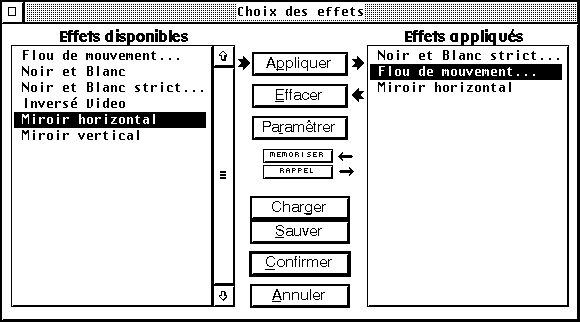 Choix des effets
Effets disponibles
Flou de mouvement...
Noir et Blanc
Noir et Blanc strict...
Inversé Video
Miroir horizontal
Miroir vertical
Appliquer
Effacer
Paramêtrer
MEMORISER
RAPPEL
Charger
Sauver
Confirmer
Annuler
Effets appliqués
Noir et Blanc strict...
Flou de mouvement...
Miroir horizontal